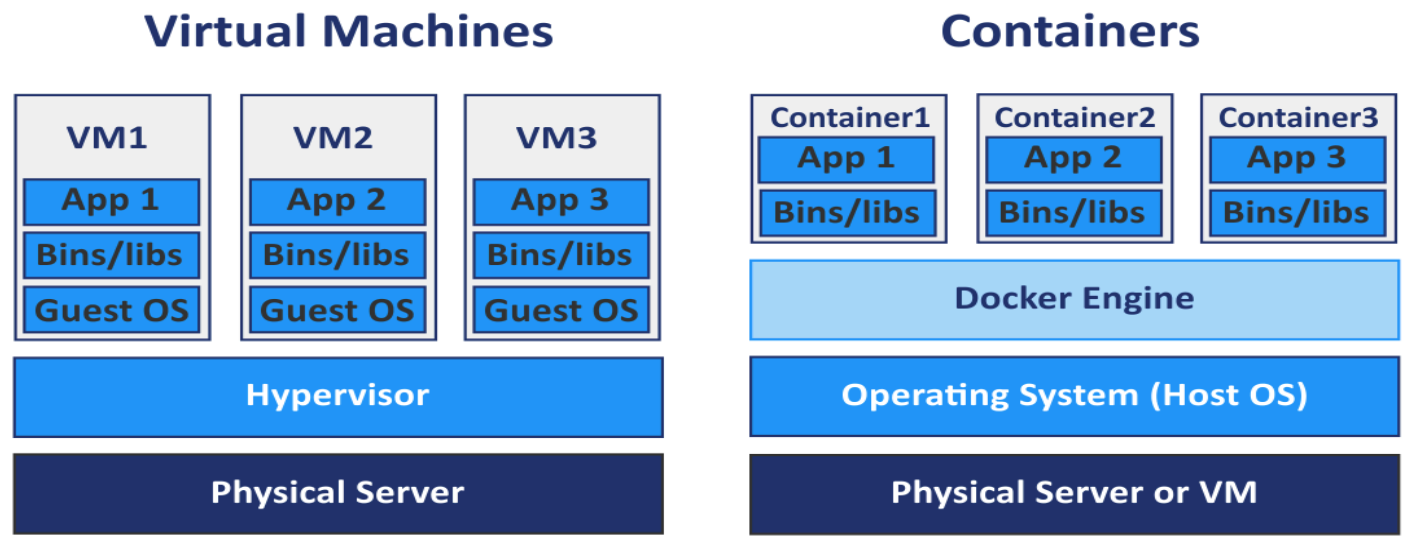 Virtual Machines
VM1
App 1
Bins/libs
Guest OS
VM2
App 2
Bins/libs
Guest OS
VM3
App 3
Bins/libs
Guest OS
Hypervisor
Physical Server
Containers
Container1
App 1
Bins/libs
Container2
App 2
Bins/libs
Container3
App 3
Bins/libs
Docker Engine
Operating System (Host OS)
Physical Server or VM